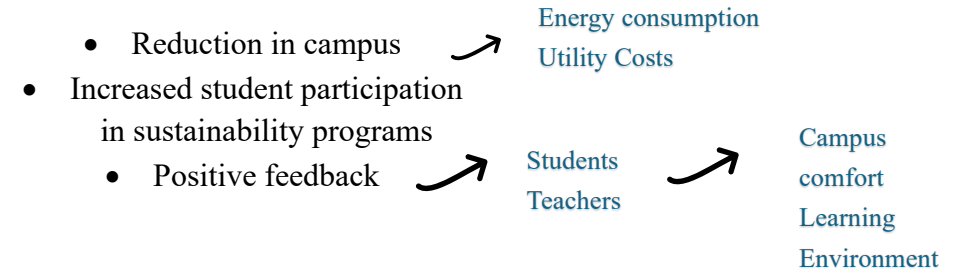 • Reduction in campus
Energy consumption
Utility Costs
• Increased student participation
in sustainability programs
• Positive feedback
Students
Teachers
Campus
comfort
Learning
Environment